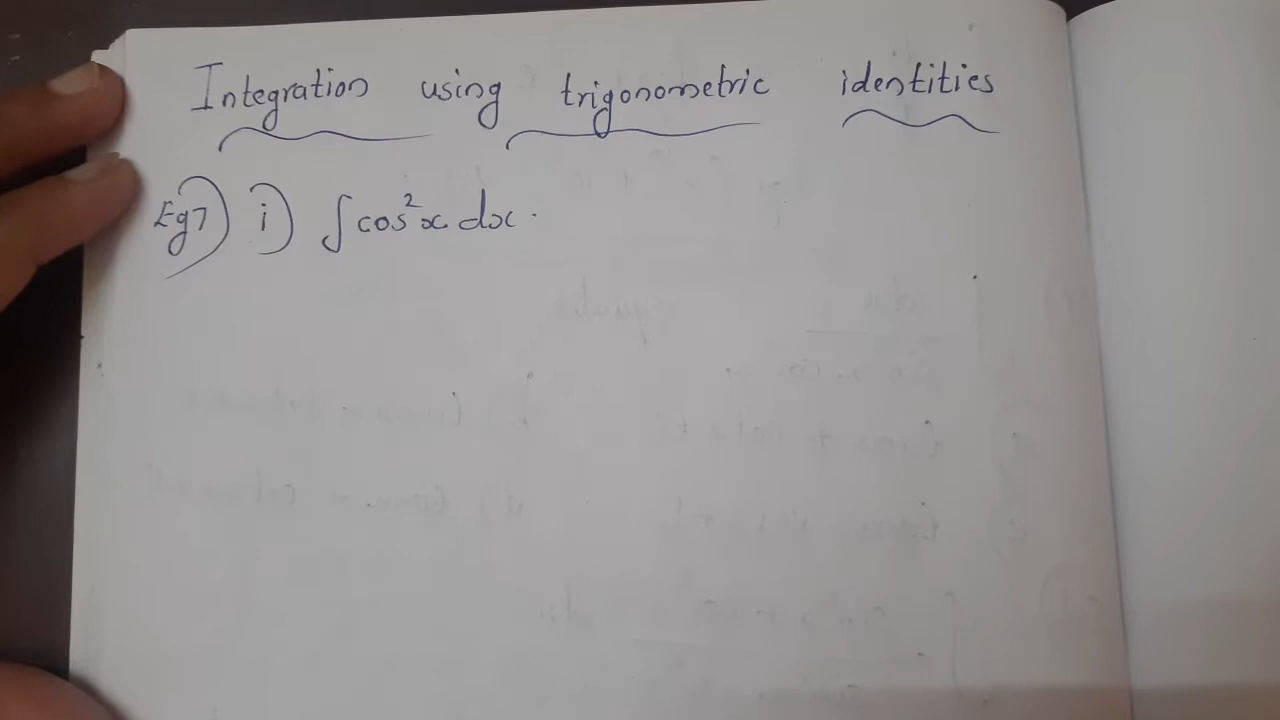 Integration using trigonometric identities
Eg7) i) ∫cos²x dx.